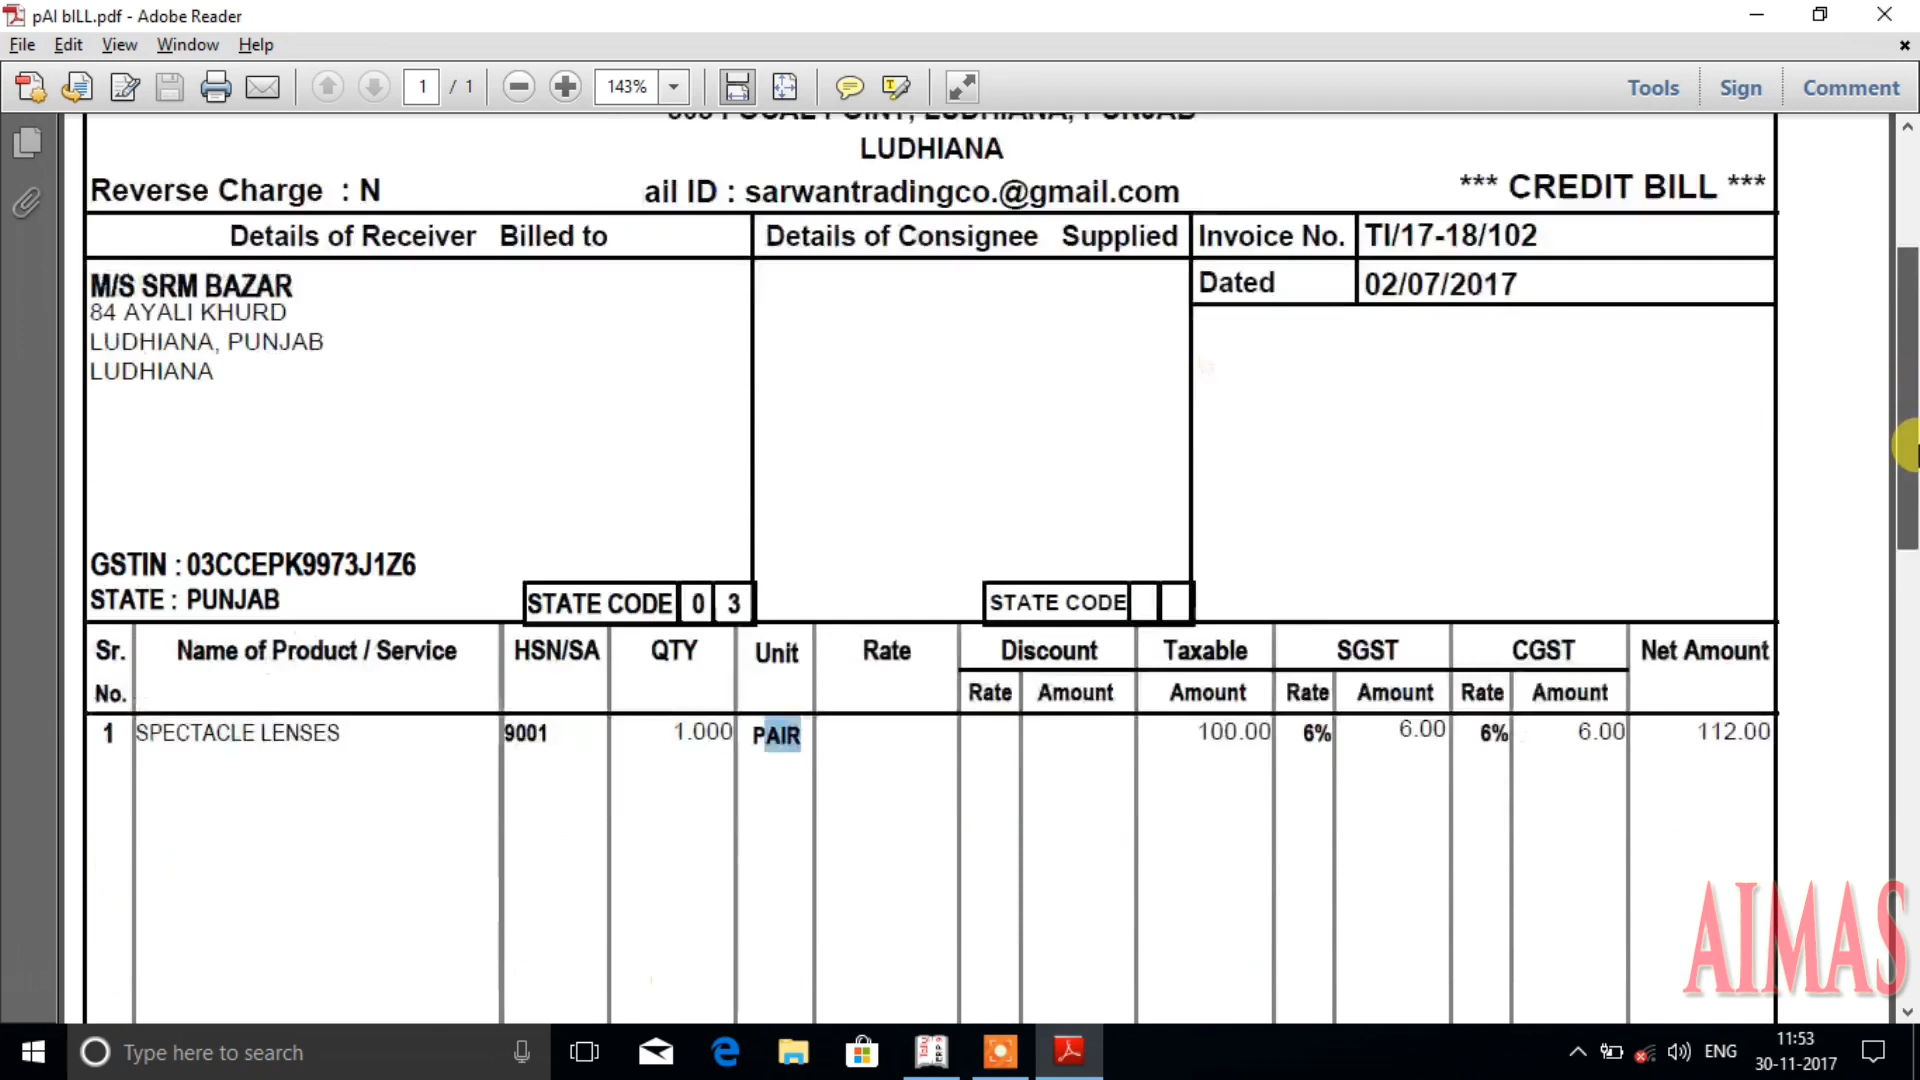 pAI bILL.pdf - Adobe Reader
File Edit View Window Help
1 / 1 143% Tools Sign Comment
FOCAL POINT, LUDHIANA, PUNJAB
LUDHIANA
Reverse Charge : N ail ID : sarwantradingco.@gmail.com *** CREDIT BILL ***
Details of Receiver Billed to Details of Consignee Supplied Invoice No. TI/17-18/102
Dated 02/07/2017
M/S SRM BAZAR
84 AYALI KHURD
LUDHIANA, PUNJAB
LUDHIANA
GSTIN : 03CCEPK9973J1Z6
STATE : PUNJAB STATE CODE 0 3 STATE CODE
Sr. Name of Product / Service HSN/SA QTY Unit Rate Discount Taxable SGST CGST Net Amount
No. Rate Amount Amount Rate Amount Rate Amount
1 SPECTACLE LENSES 9001 1.000 PAIR 100.00 6% 6.00 6% 6.00 112.00
AIMAS
Type here to search ENG 11:53
30-11-2017